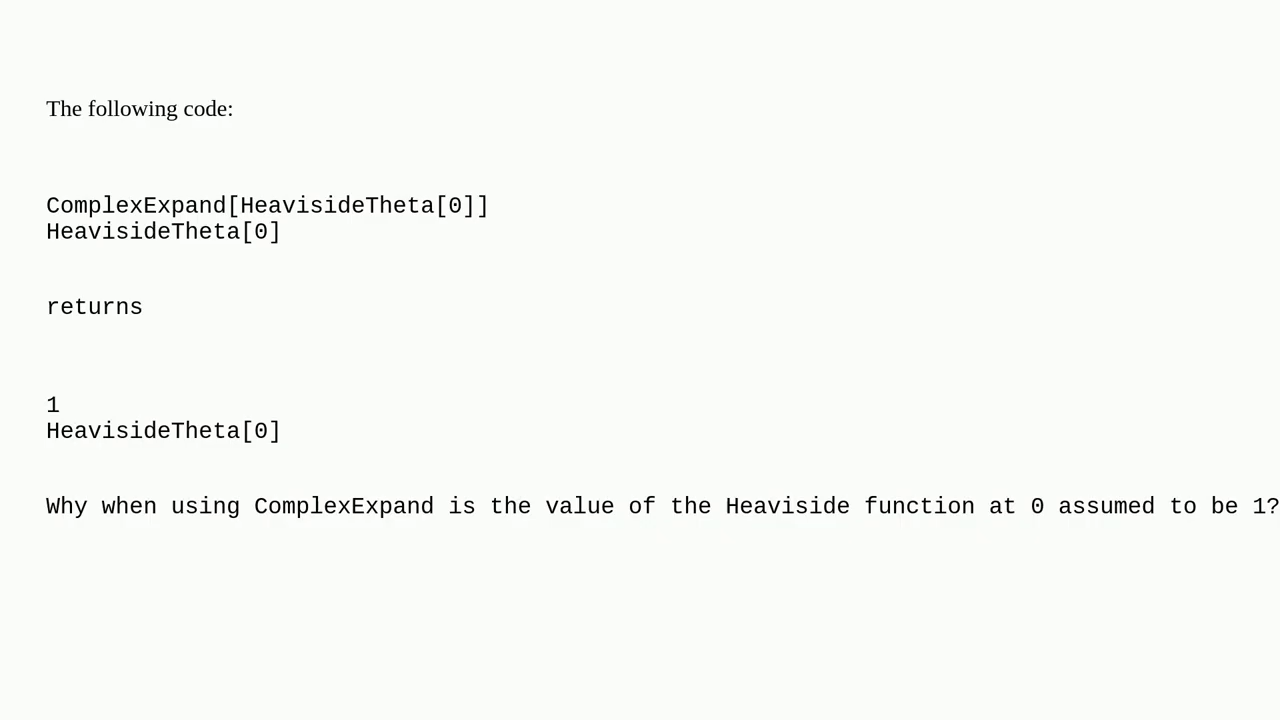 The following code:
ComplexExpand[HeavisideTheta[0]]
HeavisideTheta[0]
returns
1
HeavisideTheta[0]
Why when using ComplexExpand is the value of the Heaviside function at 0 assumed to be 1?